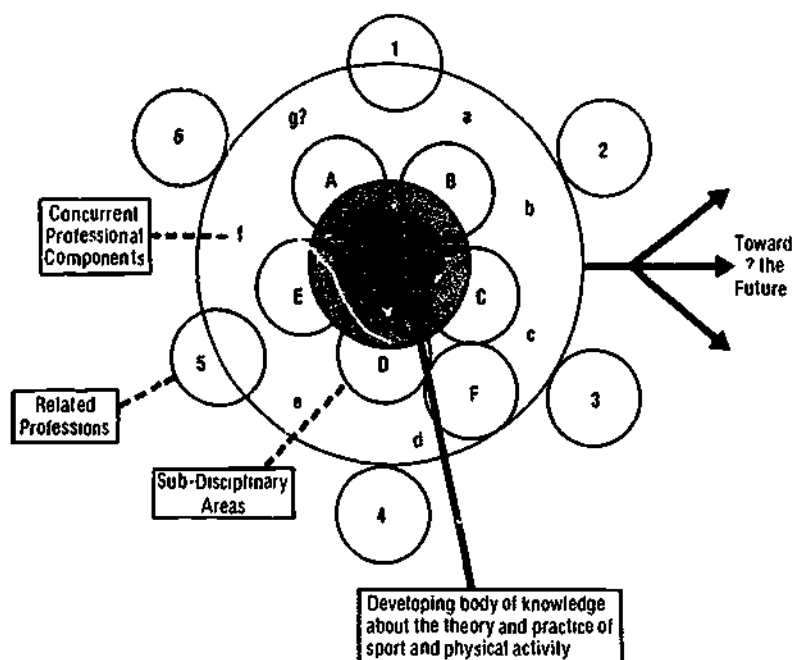 1
g?
a
6
2
A
B
b
Concurrent
Professional
Components
f
Toward
? the
Future
E
C
c
5
D
F
3
Related
Professions
e
d
Sub-Disciplinary
Areas
4
Developing body of knowledge
about the theory and practice of
sport and physical activity